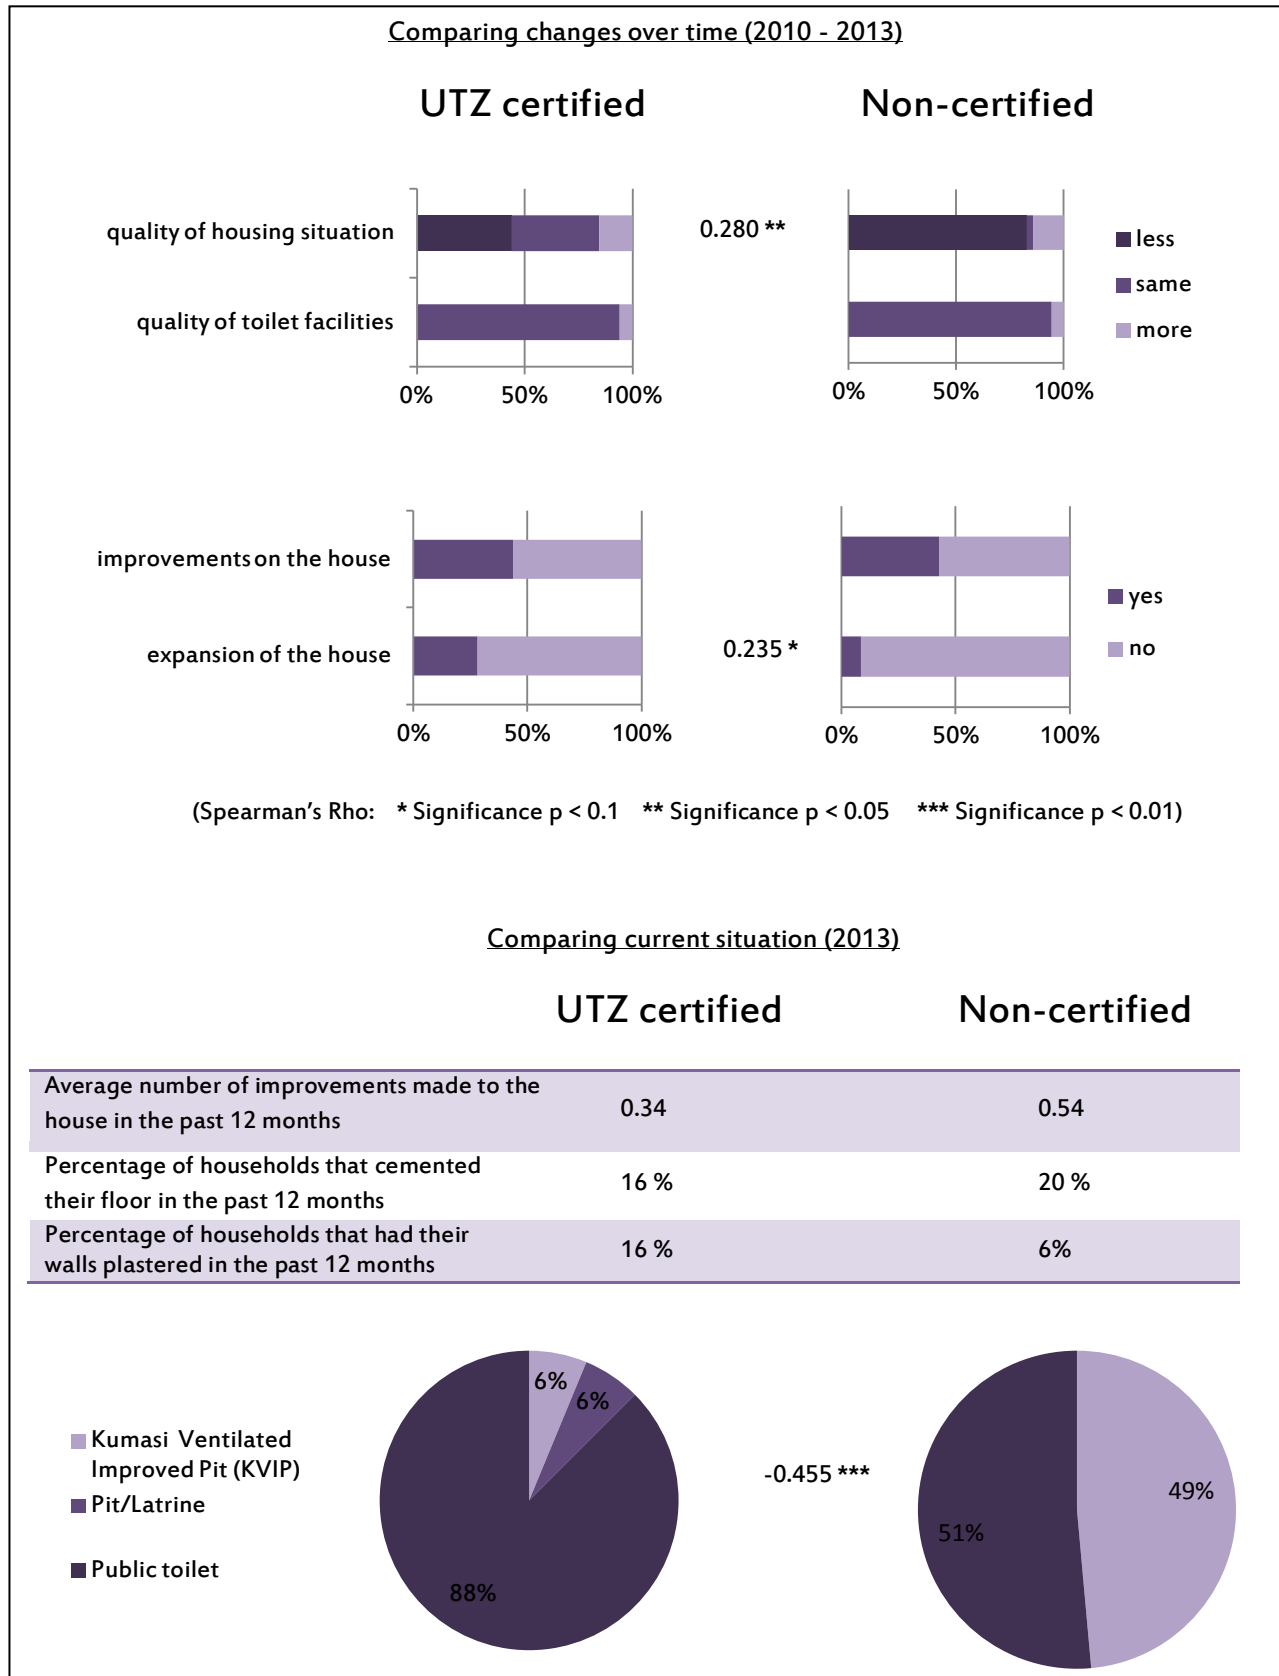 Comparing changes over time (2010 - 2013)
UTZ certified
Non-certified
quality of housing situation
0.280 **
less
same
quality of toilet facilities
more
0% 50% 100%
0% 50% 100%
improvements on the house
yes
expansion of the house
0.235 *
no
0% 50% 100%
0% 50% 100%
(Spearman's Rho: * Significance p < 0.1 ** Significance p < 0.05 *** Significance p < 0.01)
Comparing current situation (2013)
UTZ certified
Non-certified
Average number of improvements made to the
house in the past 12 months
0.34
0.54
Percentage of households that cemented
their floor in the past 12 months
16 %
20 %
Percentage of households that had their
walls plastered in the past 12 months
16 %
6%
Kumasi Ventilated
Improved Pit (KVIP)
Pit/Latrine
Public toilet
6%
6%
88%
-0.455 ***
49%
51%